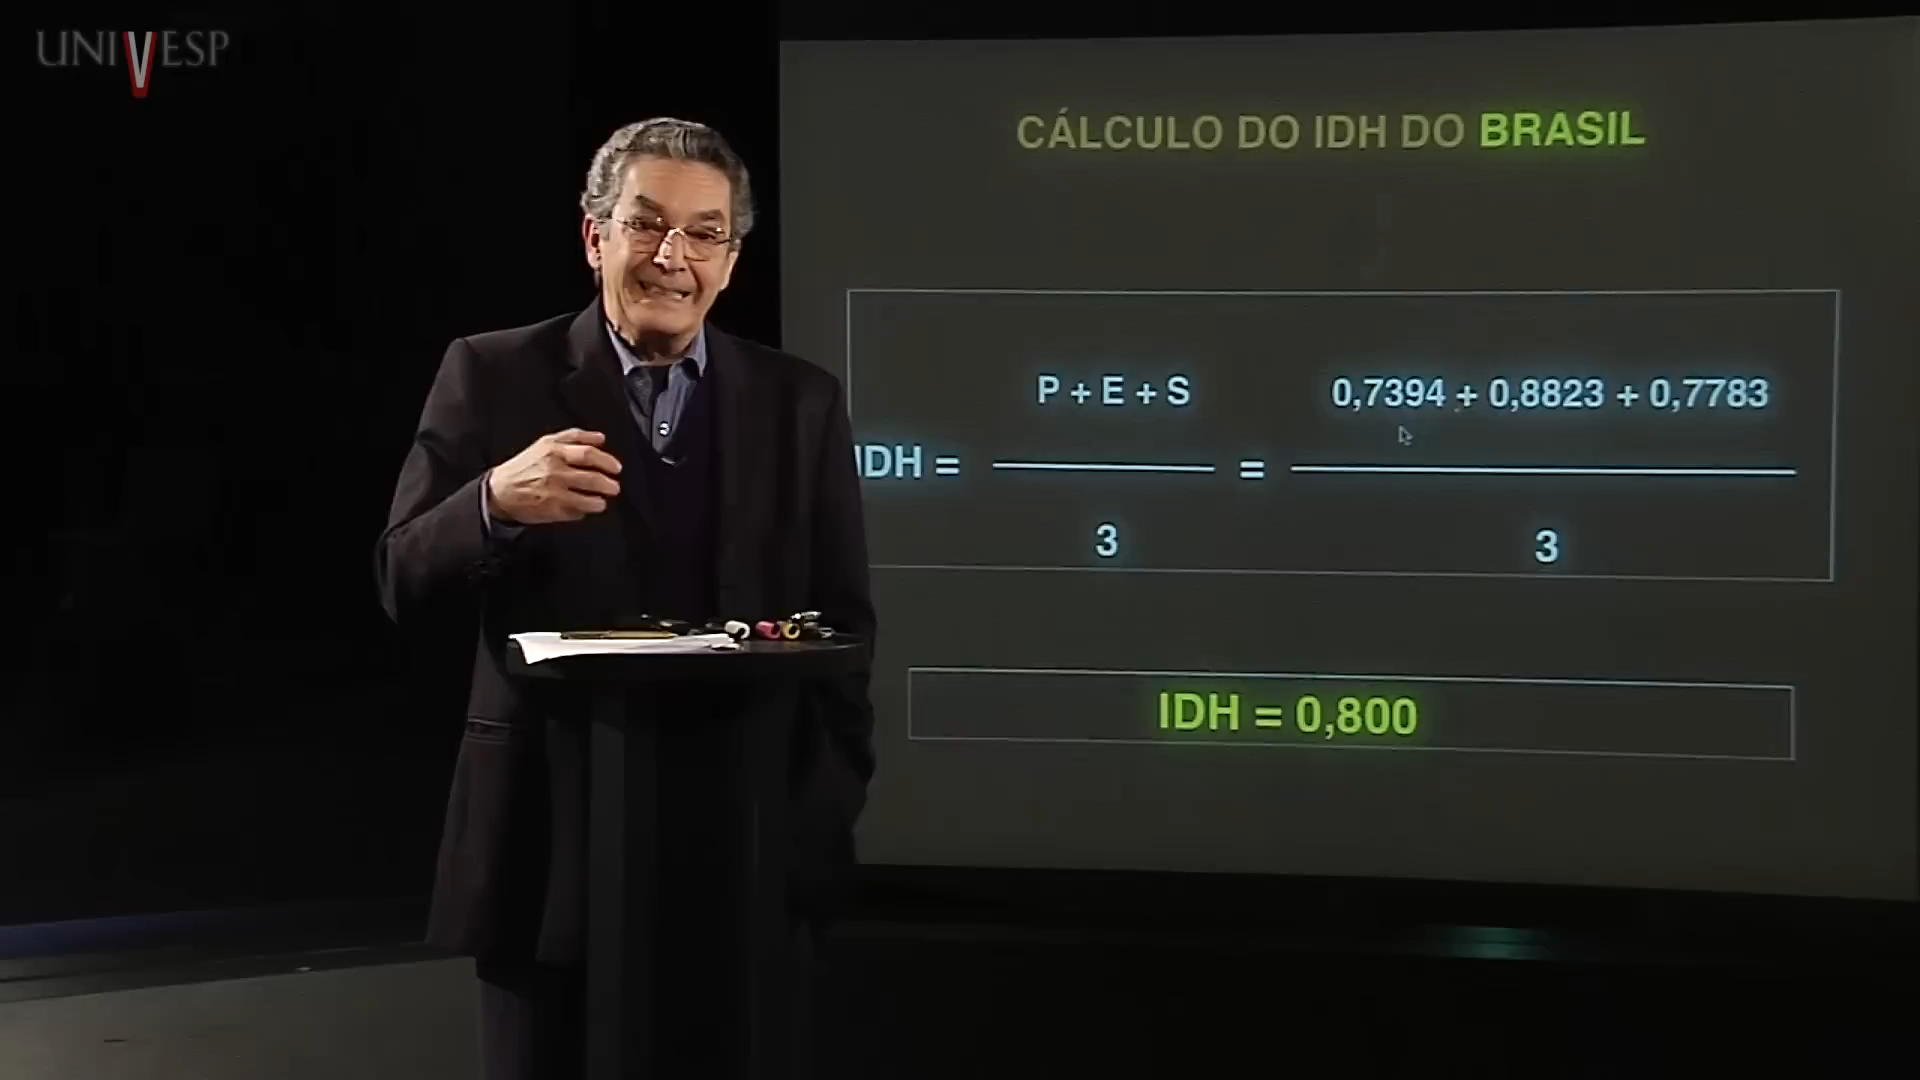 UNIVESP
CÁLCULO DO IDH DO BRASIL
P + E + S
0,7394 + 0,8823 + 0,7783
IDH =
=
3
3
IDH = 0,800